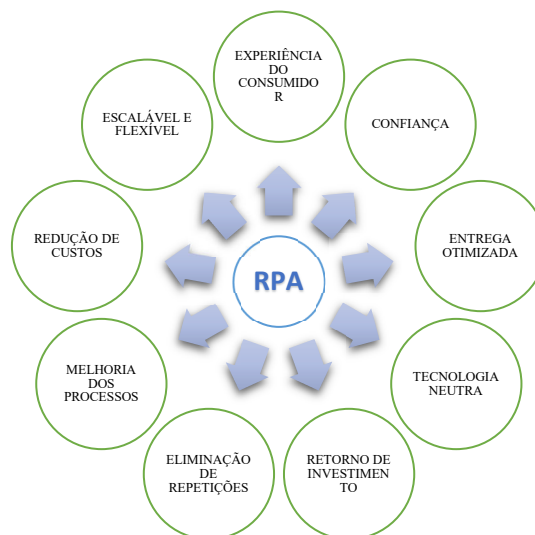 EXPERIÊNCIA
DO
CONSUMIDO
R
CONFIANÇA
ENTREGA
OTIMIZADA
TECNOLOGIA
NEUTRA
RETORNO DE
INVESTIMEN
TO
ELIMINAÇÃO
DE
REPETIÇÕES
MELHORIA
DOS
PROCESSOS
REDUÇÃO DE
CUSTOS
ESCALÁVEL E
FLEXÍVEL
RPA